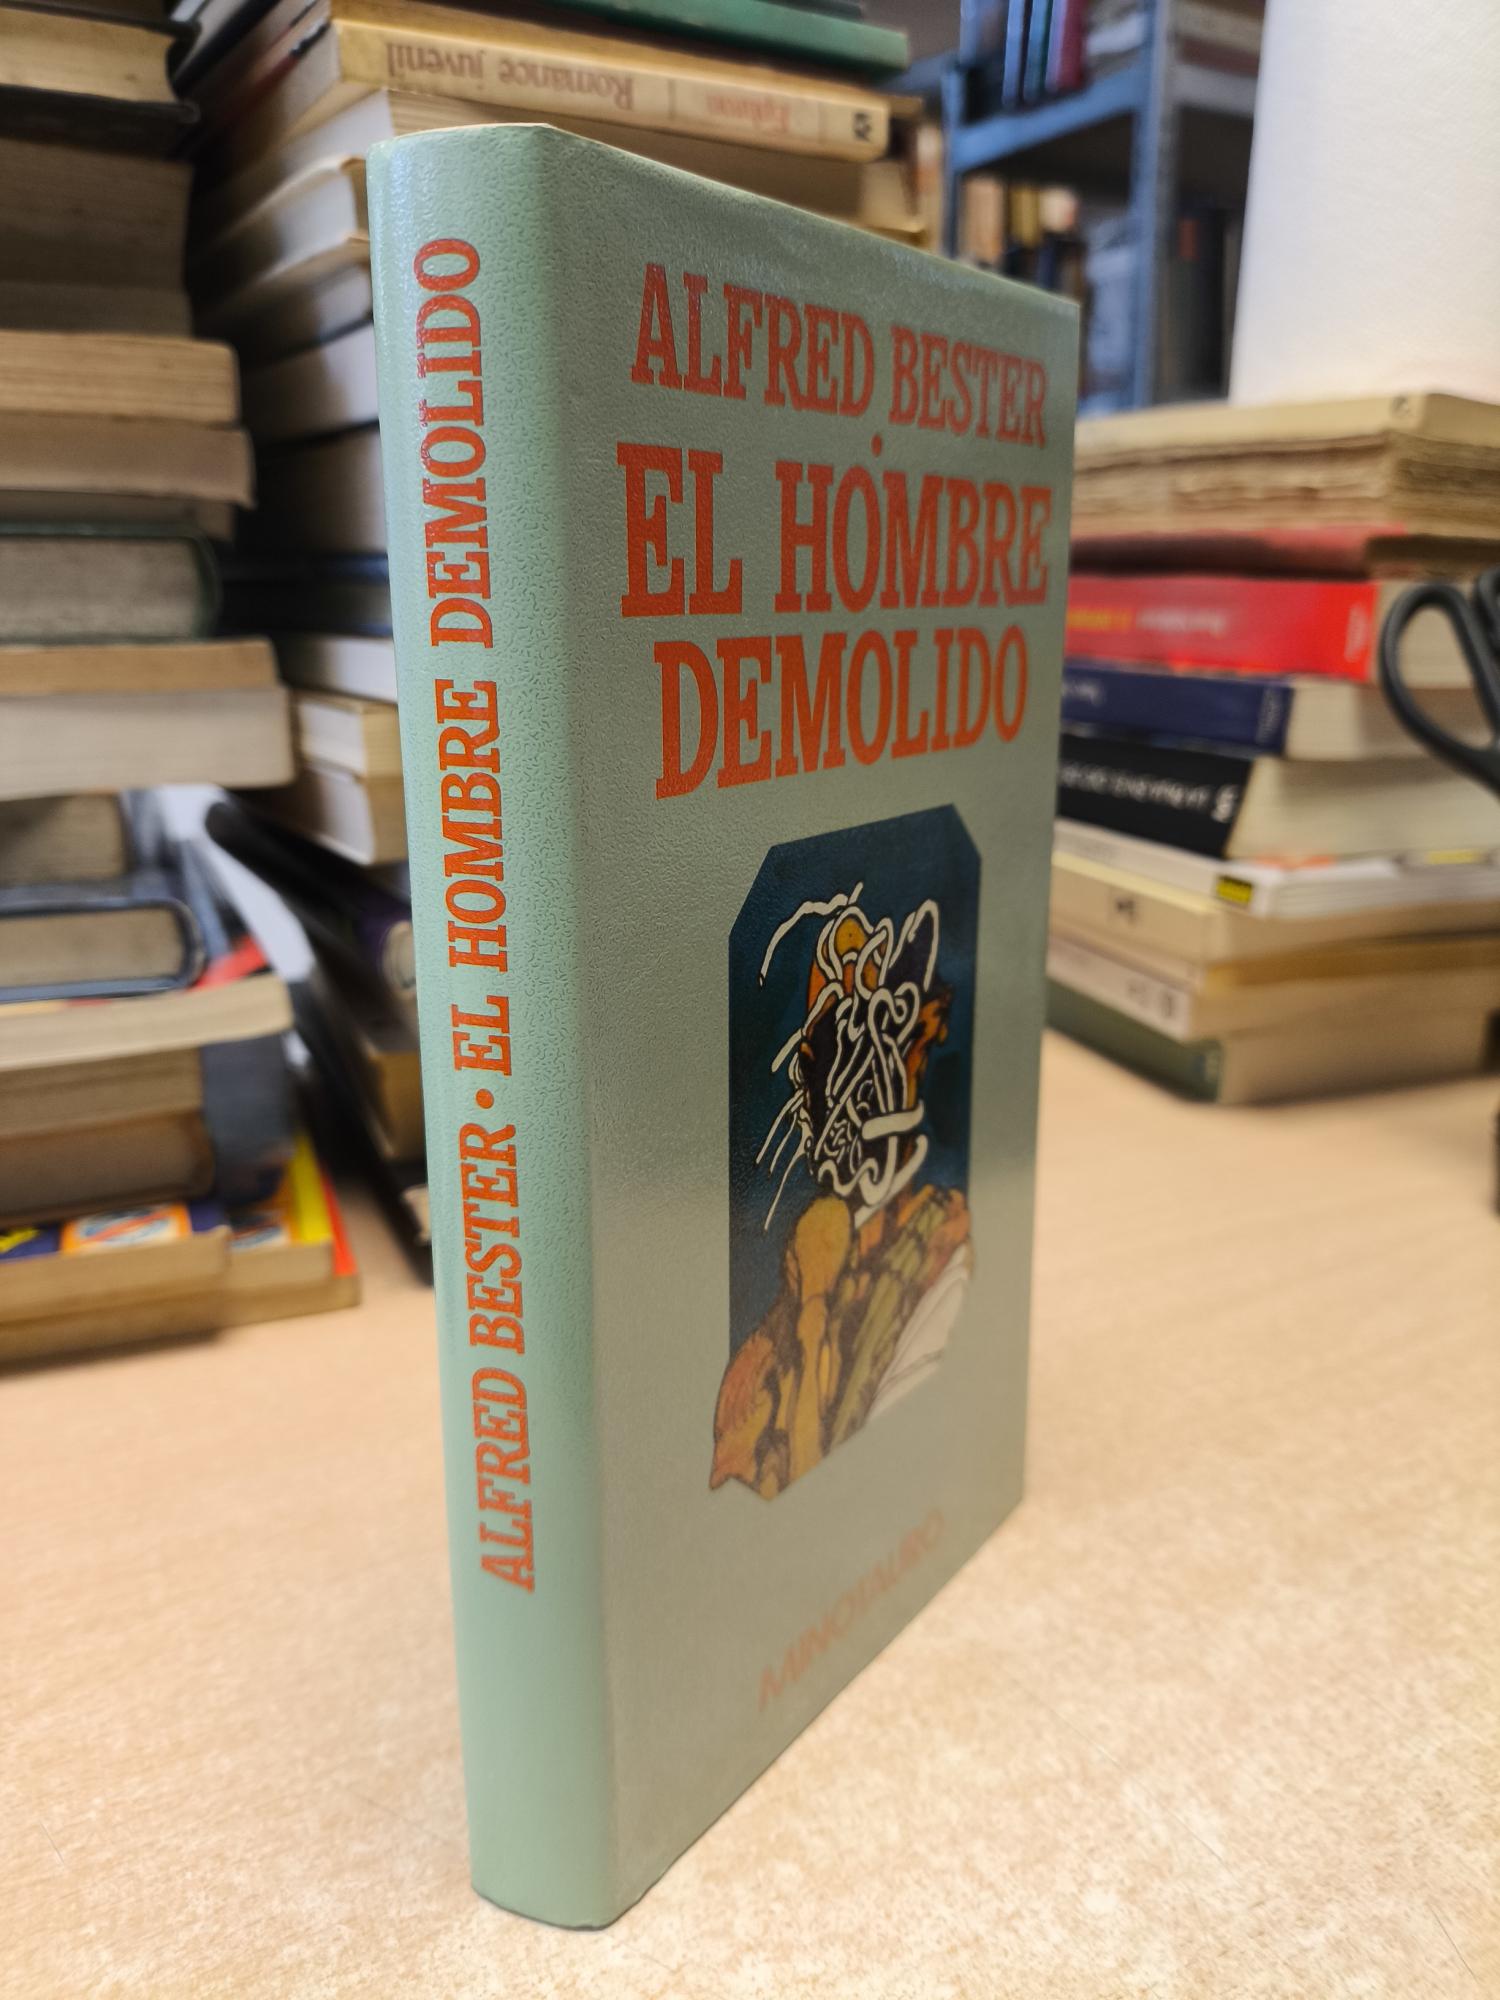 ALFRED BESTER • EL HOMBRE DEMOLIDO
ALFRED BESTER
•
EL HOMBRE
DEMOLIDO
MINOTAURO
Romance juvenil